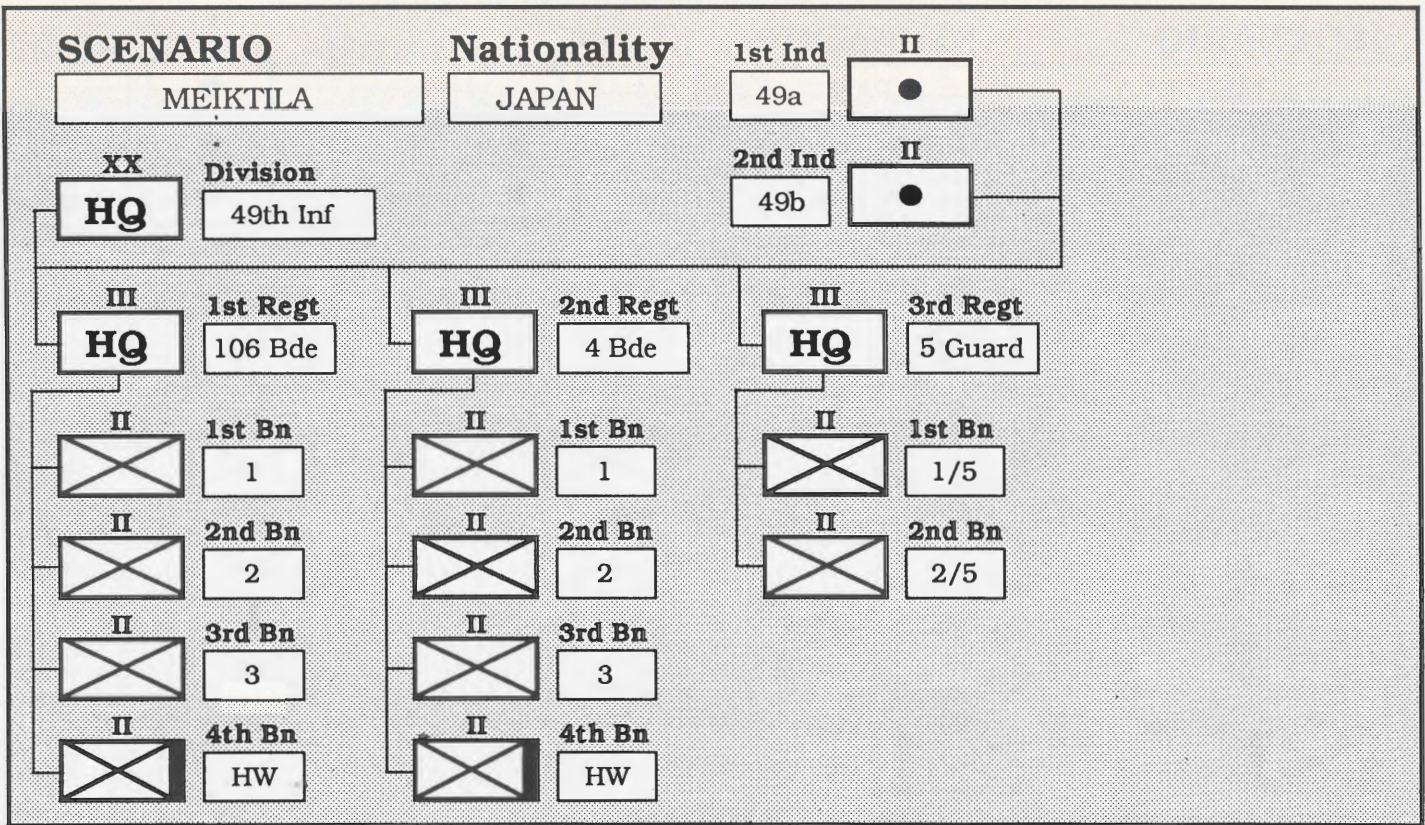 SCENARIO Nationality 1st Ind II
MEIKTILA JAPAN 49a
XX Division 2nd Ind II
HQ 49th Inf 49b
III 1st Regt III 2nd Regt III 3rd Regt
HQ 106 Bde HQ 4 Bde HQ 5 Guard
II 1st Bn II 1st Bn II 1st Bn
1 1 1/5
II 2nd Bn II 2nd Bn II 2nd Bn
2 2 2/5
II 3rd Bn II 3rd Bn
3 3
II 4th Bn II 4th Bn
HW HW